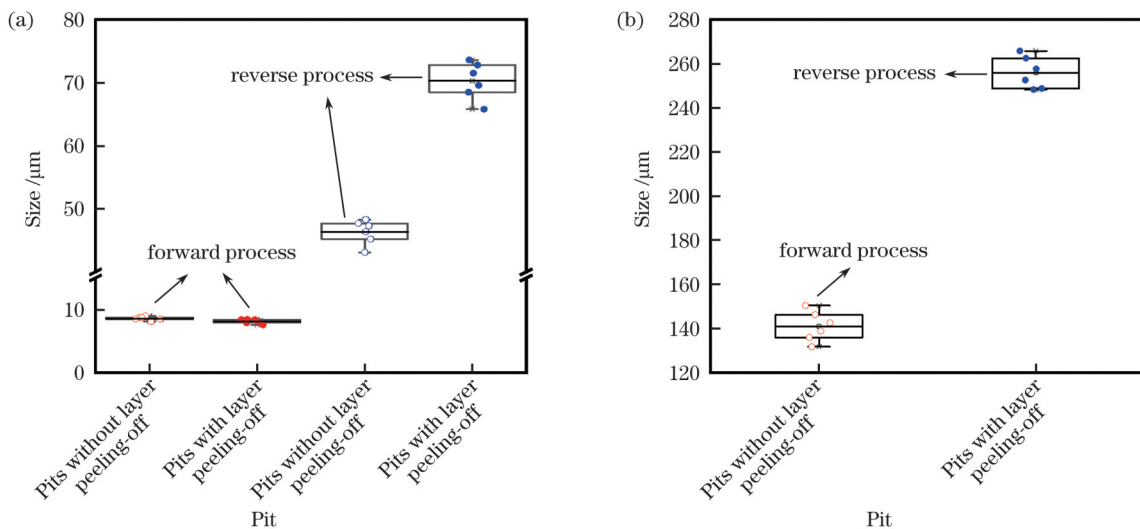 (a)
80
70
60
50
10
0
Size /μm
reverse process
forward process
Pits without layer
peeling-off
Pits with layer
peeling-off
Pits without layer
peeling-off
Pits with layer
peeling-off
Pit
(b)
280
260
240
220
200
180
160
140
120
Size /μm
reverse process
forward process
Pits without layer
peeling-off
Pits with layer
peeling-off
Pit